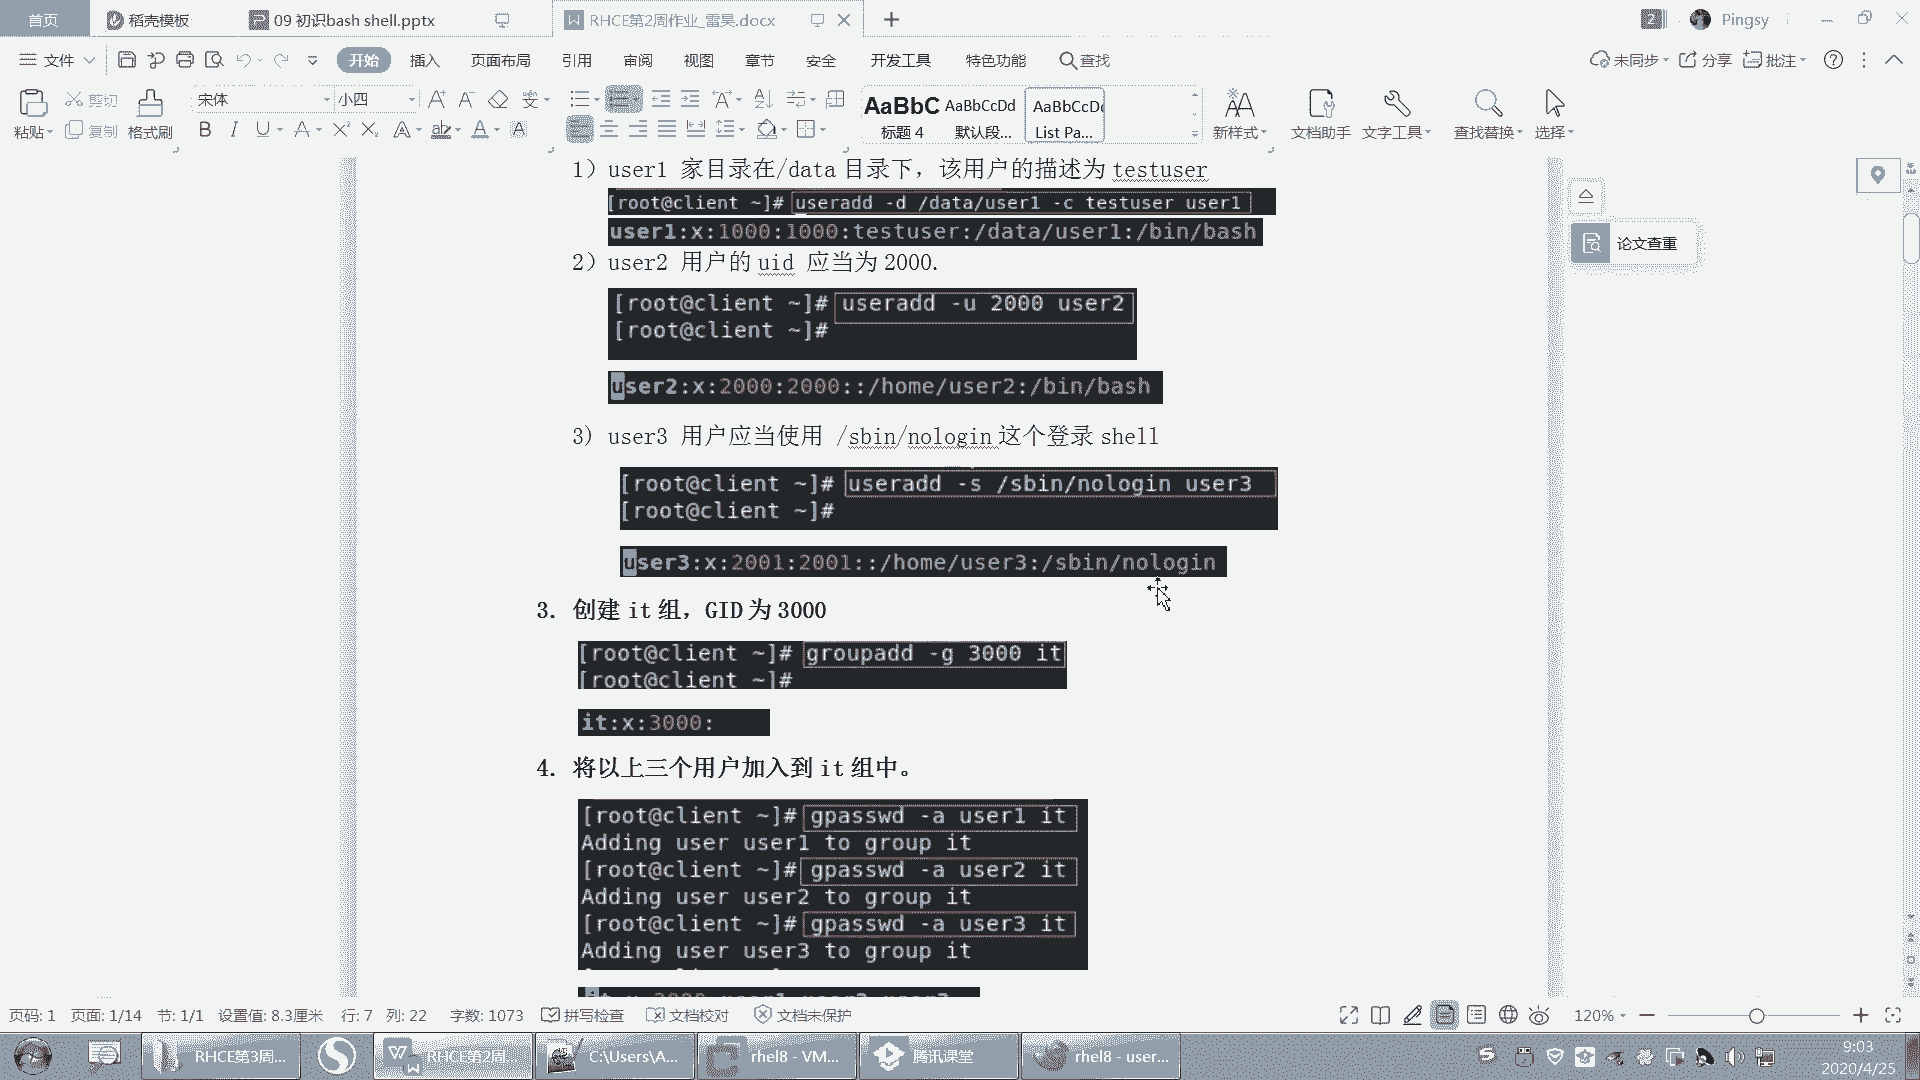 首页
稻壳模板
09 初识bash shell.pptx
RHCE第2周作业_雷昊.docx
2
Pingsy
文件
开始
插入
页面布局
引用
审阅
视图
章节
安全
开发工具
特色功能
查找
未同步
分享
批注
粘贴
剪切
复制
格式刷
宋体
小四
AaBbC
标题 4
AaBbCcDd
默认段...
AaBbCcD
List Pa...
新样式
文档助手
文字工具
查找替换
选择
1）user1 家目录在/data 目录下，该用户的描述为 testuser
[root@client ~]# useradd -d /data/user1 -c testuser user1
user1:x:1000:1000:testuser:/data/user1:/bin/bash
2）user2 用户的 uid 应当为 2000.
[root@client ~]# useradd -u 2000 user2
[root@client ~]#
user2:x:2000:2000::/home/user2:/bin/bash
3）user3 用户应当使用 /sbin/nologin 这个登录 shell
[root@client ~]# useradd -s /sbin/nologin user3
[root@client ~]#
user3:x:2001:2001::/home/user3:/sbin/nologin
3. 创建 it 组，GID 为 3000
[root@client ~]# groupadd -g 3000 it
[root@client ~]#
it:x:3000:
4. 将以上三个用户加入到 it 组中。
[root@client ~]# gpasswd -a user1 it
Adding user user1 to group it
[root@client ~]# gpasswd -a user2 it
Adding user user2 to group it
[root@client ~]# gpasswd -a user3 it
Adding user user3 to group it
论文查重
页码: 1
页面: 1/14
节: 1/1
设置值: 8.3厘米
行: 7
列: 22
字数: 1073
拼写检查
文档校对
文档未保护
120%
RHCE第3周...
RHCE第2周...
C:\Users\A...
rhel8 - VM...
腾讯课堂
rhel8 - user...
9:03
2020/4/25